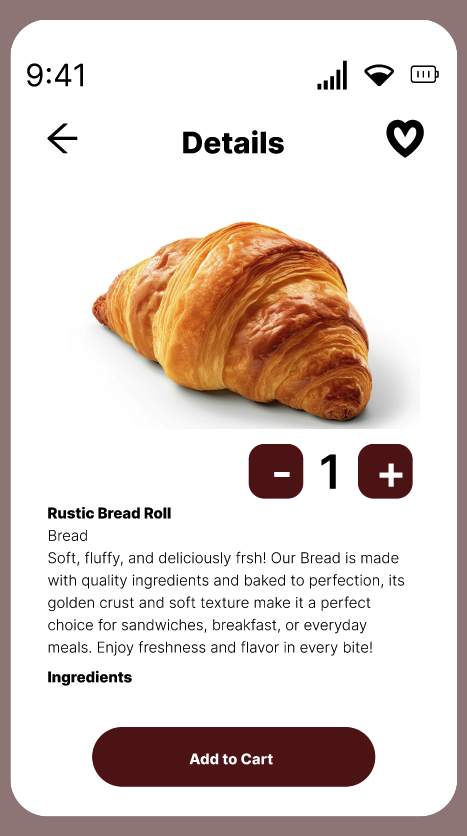 9:41
Details
- 1 +
Rustic Bread Roll
Bread
Soft, fluffy, and deliciously frsh! Our Bread is made
with quality ingredients and baked to perfection, its
golden crust and soft texture make it a perfect
choice for sandwiches, breakfast, or everyday
meals. Enjoy freshness and flavor in every bite!
Ingredients
Add to Cart